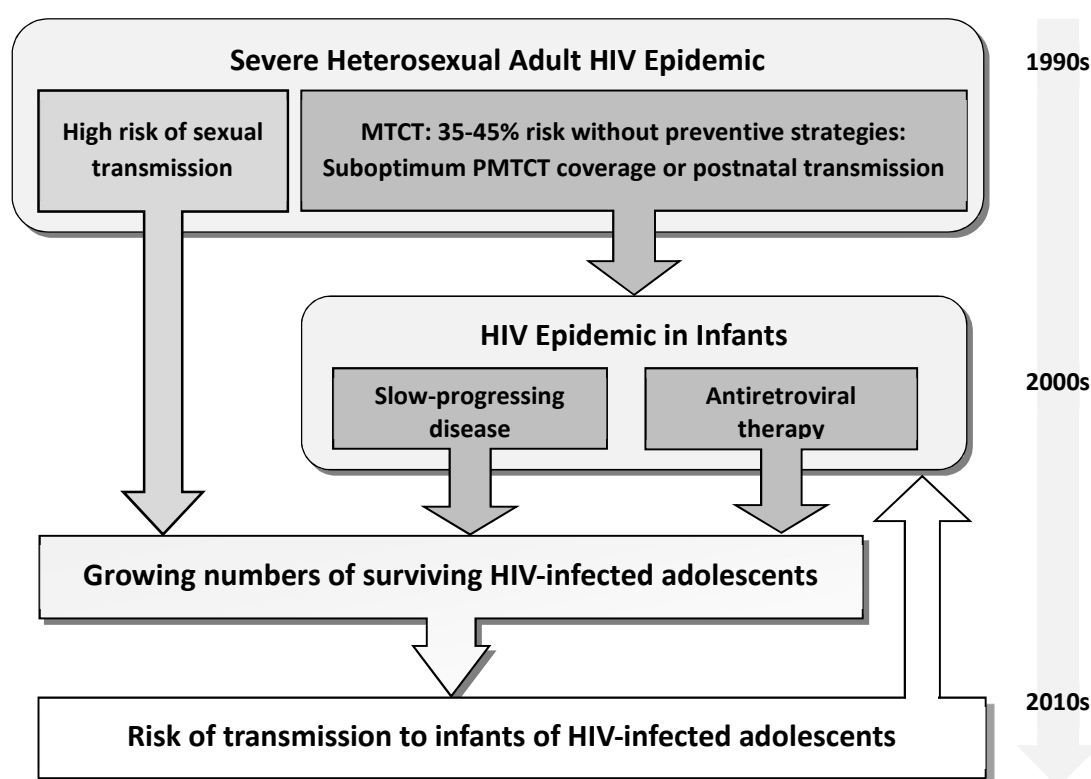 Severe Heterosexual Adult HIV Epidemic
1990s
High risk of sexual
transmission
MTCT: 35-45% risk without preventive strategies:
Suboptimum PMTCT coverage or postnatal transmission
HIV Epidemic in Infants
2000s
Slow-progressing
disease
Antiretroviral
therapy
Growing numbers of surviving HIV-infected adolescents
2010s
Risk of transmission to infants of HIV-infected adolescents